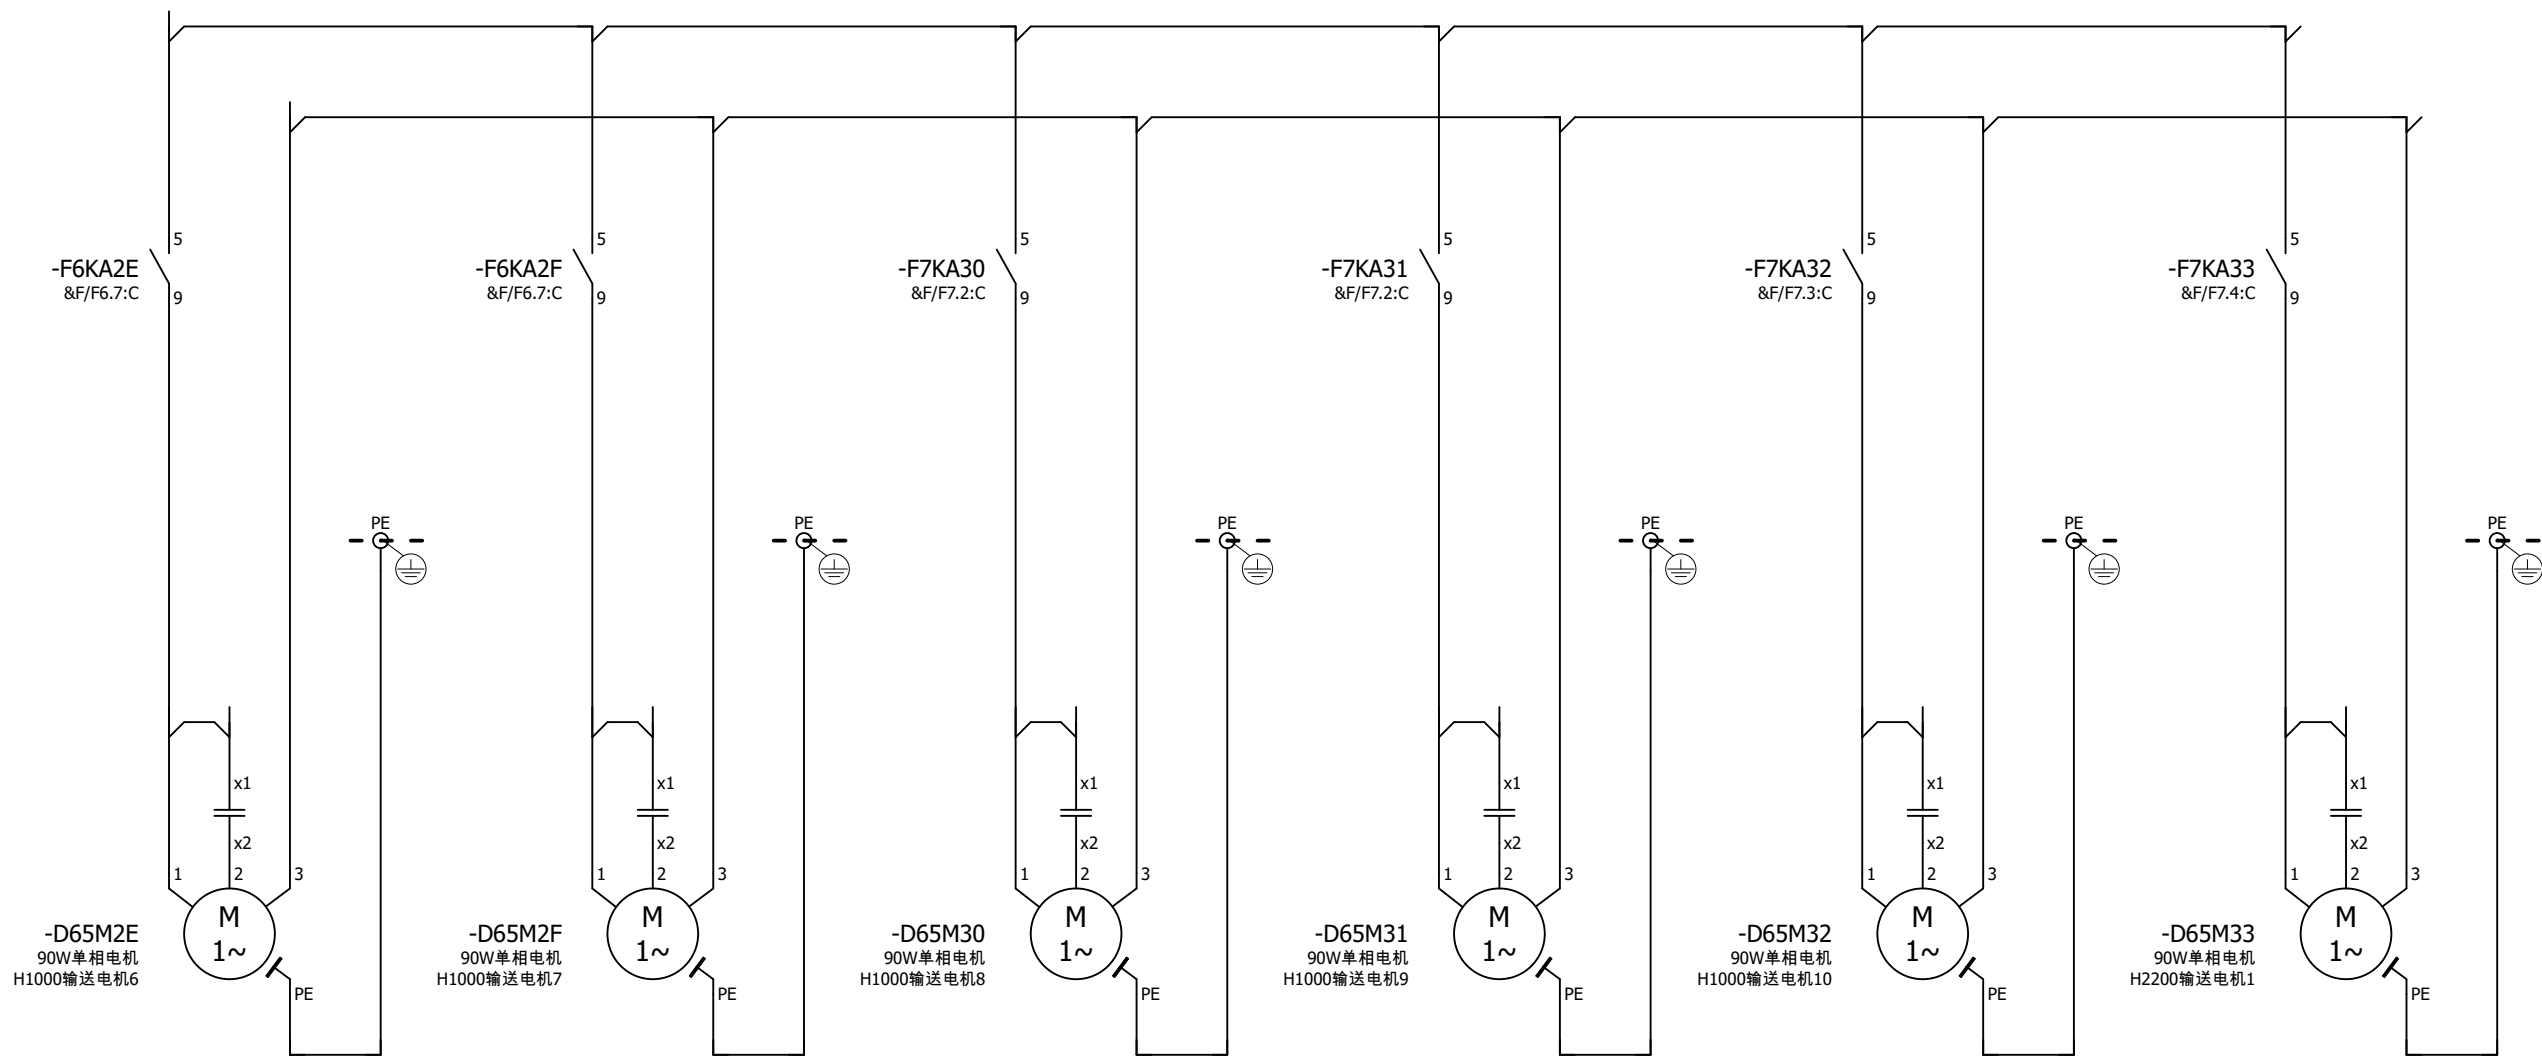 5
-F6KA2E
&F/F6.7:C
9
5
-F6KA2F
&F/F6.7:C
9
5
-F7KA30
&F/F7.2:C
9
5
-F7KA31
&F/F7.2:C
9
5
-F7KA32
&F/F7.3:C
9
5
-F7KA33
&F/F7.4:C
9
PE
PE
PE
PE
PE
PE
x1
x2
1
2
3
M
1~
-D65M2E
90W单相电机
H1000输送电机6
PE
x1
x2
1
2
3
M
1~
-D65M2F
90W单相电机
H1000输送电机7
PE
x1
x2
1
2
3
M
1~
-D65M30
90W单相电机
H1000输送电机8
PE
x1
x2
1
2
3
M
1~
-D65M31
90W单相电机
H1000输送电机9
PE
x1
x2
1
2
3
M
1~
-D65M32
90W单相电机
H1000输送电机10
PE
x1
x2
1
2
3
M
1~
-D65M33
90W单相电机
H2200输送电机1
PE